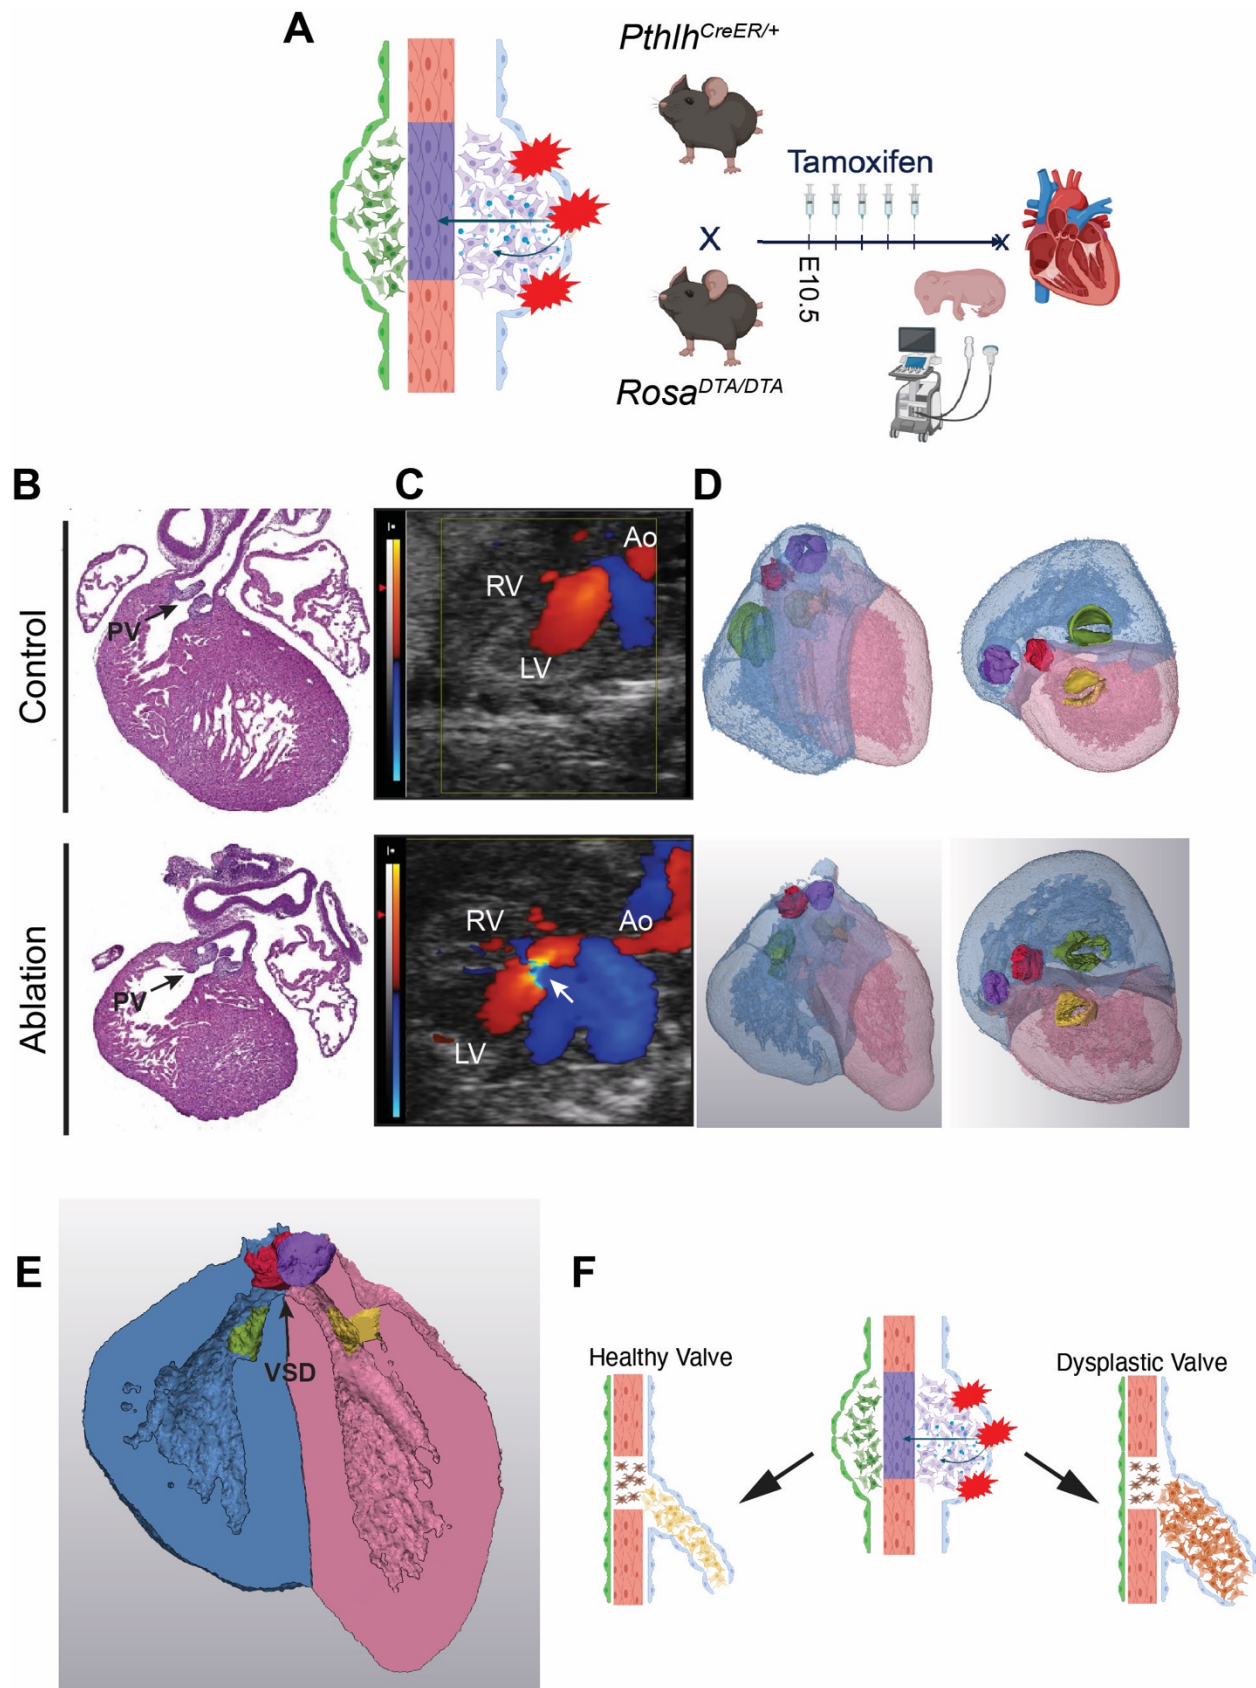 A
Pthlh^CreER/+
Tamoxifen
X
x
E10.5
Rosa^DTA/DTA
B
C
D
Control
PV
Ao
RV
LV
Ablation
PV
RV
Ao
LV
E
VSD
F
Healthy Valve
Dysplastic Valve